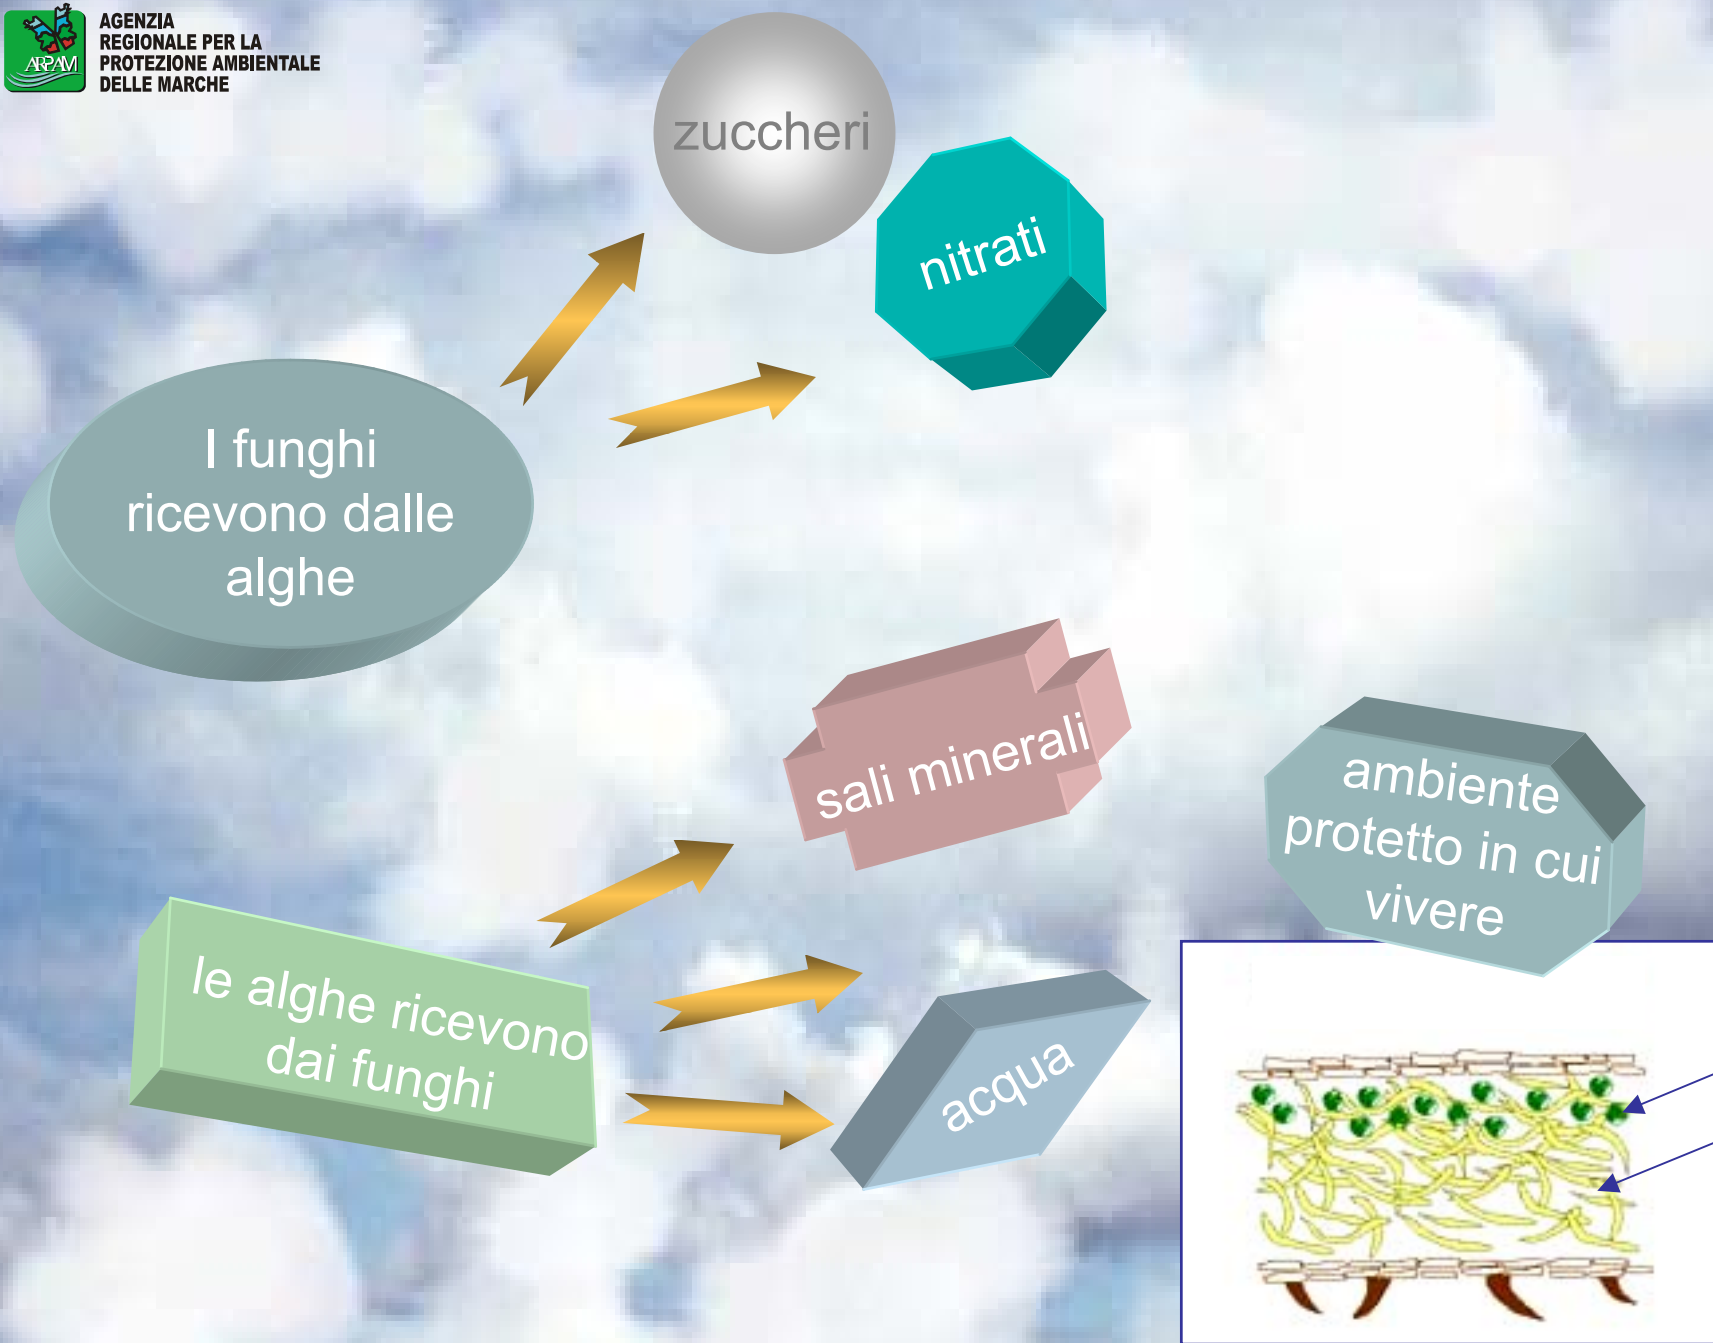 AGENZIA
REGIONALE PER LA
PROTEZIONE AMBIENTALE
DELLE MARCHE
ARPAM
zuccheri
nitrati
I funghi
ricevono dalle
alghe
sali minerali
ambiente
protetto in cui
vivere
le alghe ricevono
dai funghi
acqua